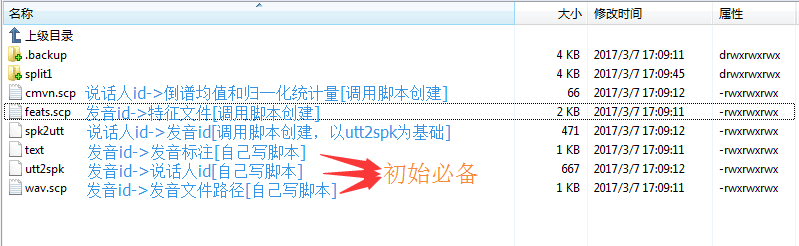 名称 大小 修改时间 属性
上级目录
.backup 4 KB 2017/3/7 17:09:11 drwxrwxrwx
split1 4 KB 2017/3/7 17:09:45 drwxrwxrwx
cmvn.scp 说话人id->倒谱均值和归一化统计量[调用脚本创建] 66 2017/3/7 17:09:12 -rwxrwxrwx
feats.scp 发音id->特征文件[调用脚本创建] 2 KB 2017/3/7 17:09:11 -rwxrwxrwx
spk2utt 说话人id->发音id[调用脚本创建，以utt2spk为基础] 471 2017/3/7 17:09:12 -rwxrwxrwx
text 发音id->发音标注[自己写脚本] 1 KB 2017/3/7 17:09:11 -rwxrwxrwx
utt2spk 发音id->说话人id[自己写脚本] 初始必备 667 2017/3/7 17:09:12 -rwxrwxrwx
wav.scp 发音id->发音文件路径[自己写脚本] 1 KB 2017/3/7 17:09:11 -rwxrwxrwx